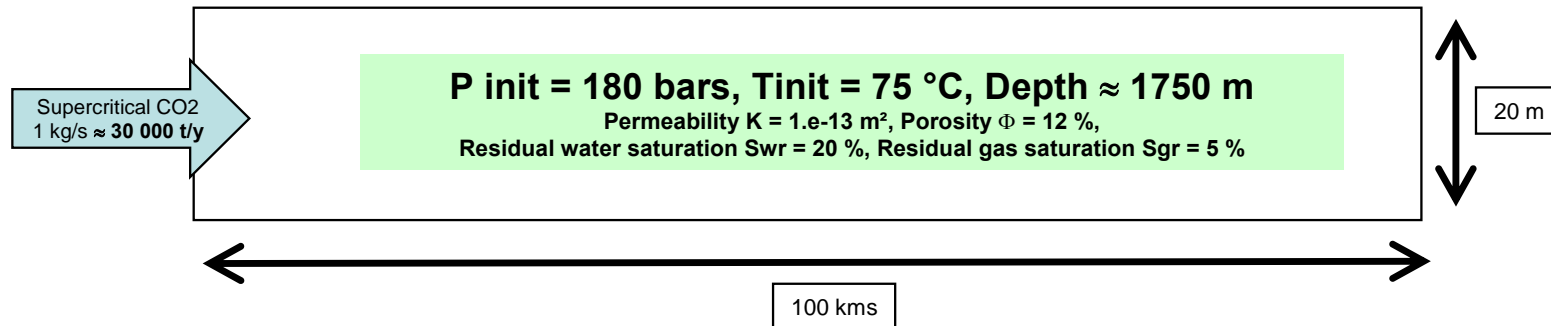 P init = 180 bars, Tinit = 75 °C, Depth ≈ 1750 m
Permeability K = 1.e-13 m², Porosity Φ = 12 %,
Residual water saturation Swr = 20 %, Residual gas saturation Sgr = 5 %
Supercritical CO2
1 kg/s ≈ 30 000 t/y
20 m
100 kms